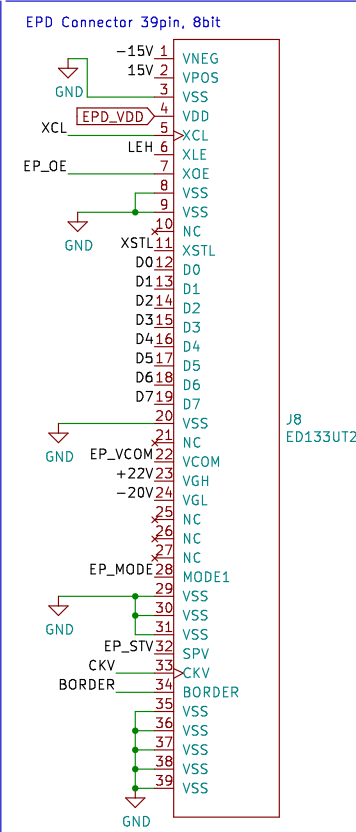 EPD Connector 39pin, 8bit
-15V 1 VNEG
15V 2 VPOS
GND 3 VSS
EPD_VDD 4 VDD
XCL 5 XCL
LEH 6 XLE
EP_OE 7 XOE
8 VSS
9 VSS
GND
10 NC
XSTL 11 XSTL
D0 12 D0
D1 13 D1
D2 14 D2
D3 15 D3
D4 16 D4
D5 17 D5
D6 18 D6
D7 19 D7
20 VSS
J8
ED133UT2
GND
21 NC
EP_VCOM 22 VCOM
+22V 23 VGH
-20V 24 VGL
25 NC
26 NC
27 NC
EP_MODE 28 MODE1
29 VSS
GND
30 VSS
31 VSS
EP_STV 32 SPV
CKV 33 CKV
BORDER 34 BORDER
35 VSS
36 VSS
37 VSS
38 VSS
39 VSS
GND